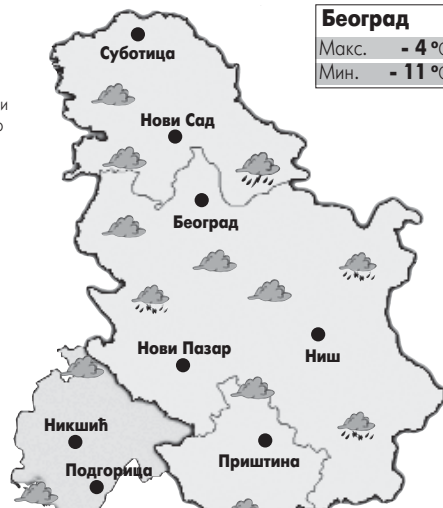 Београд
Макс. - 4 °C
Мин. - 11 °C
и
Суботица
Нови Сад
Београд
Нови Пазар
Ниш
Никшић
Приштина
Подгорица